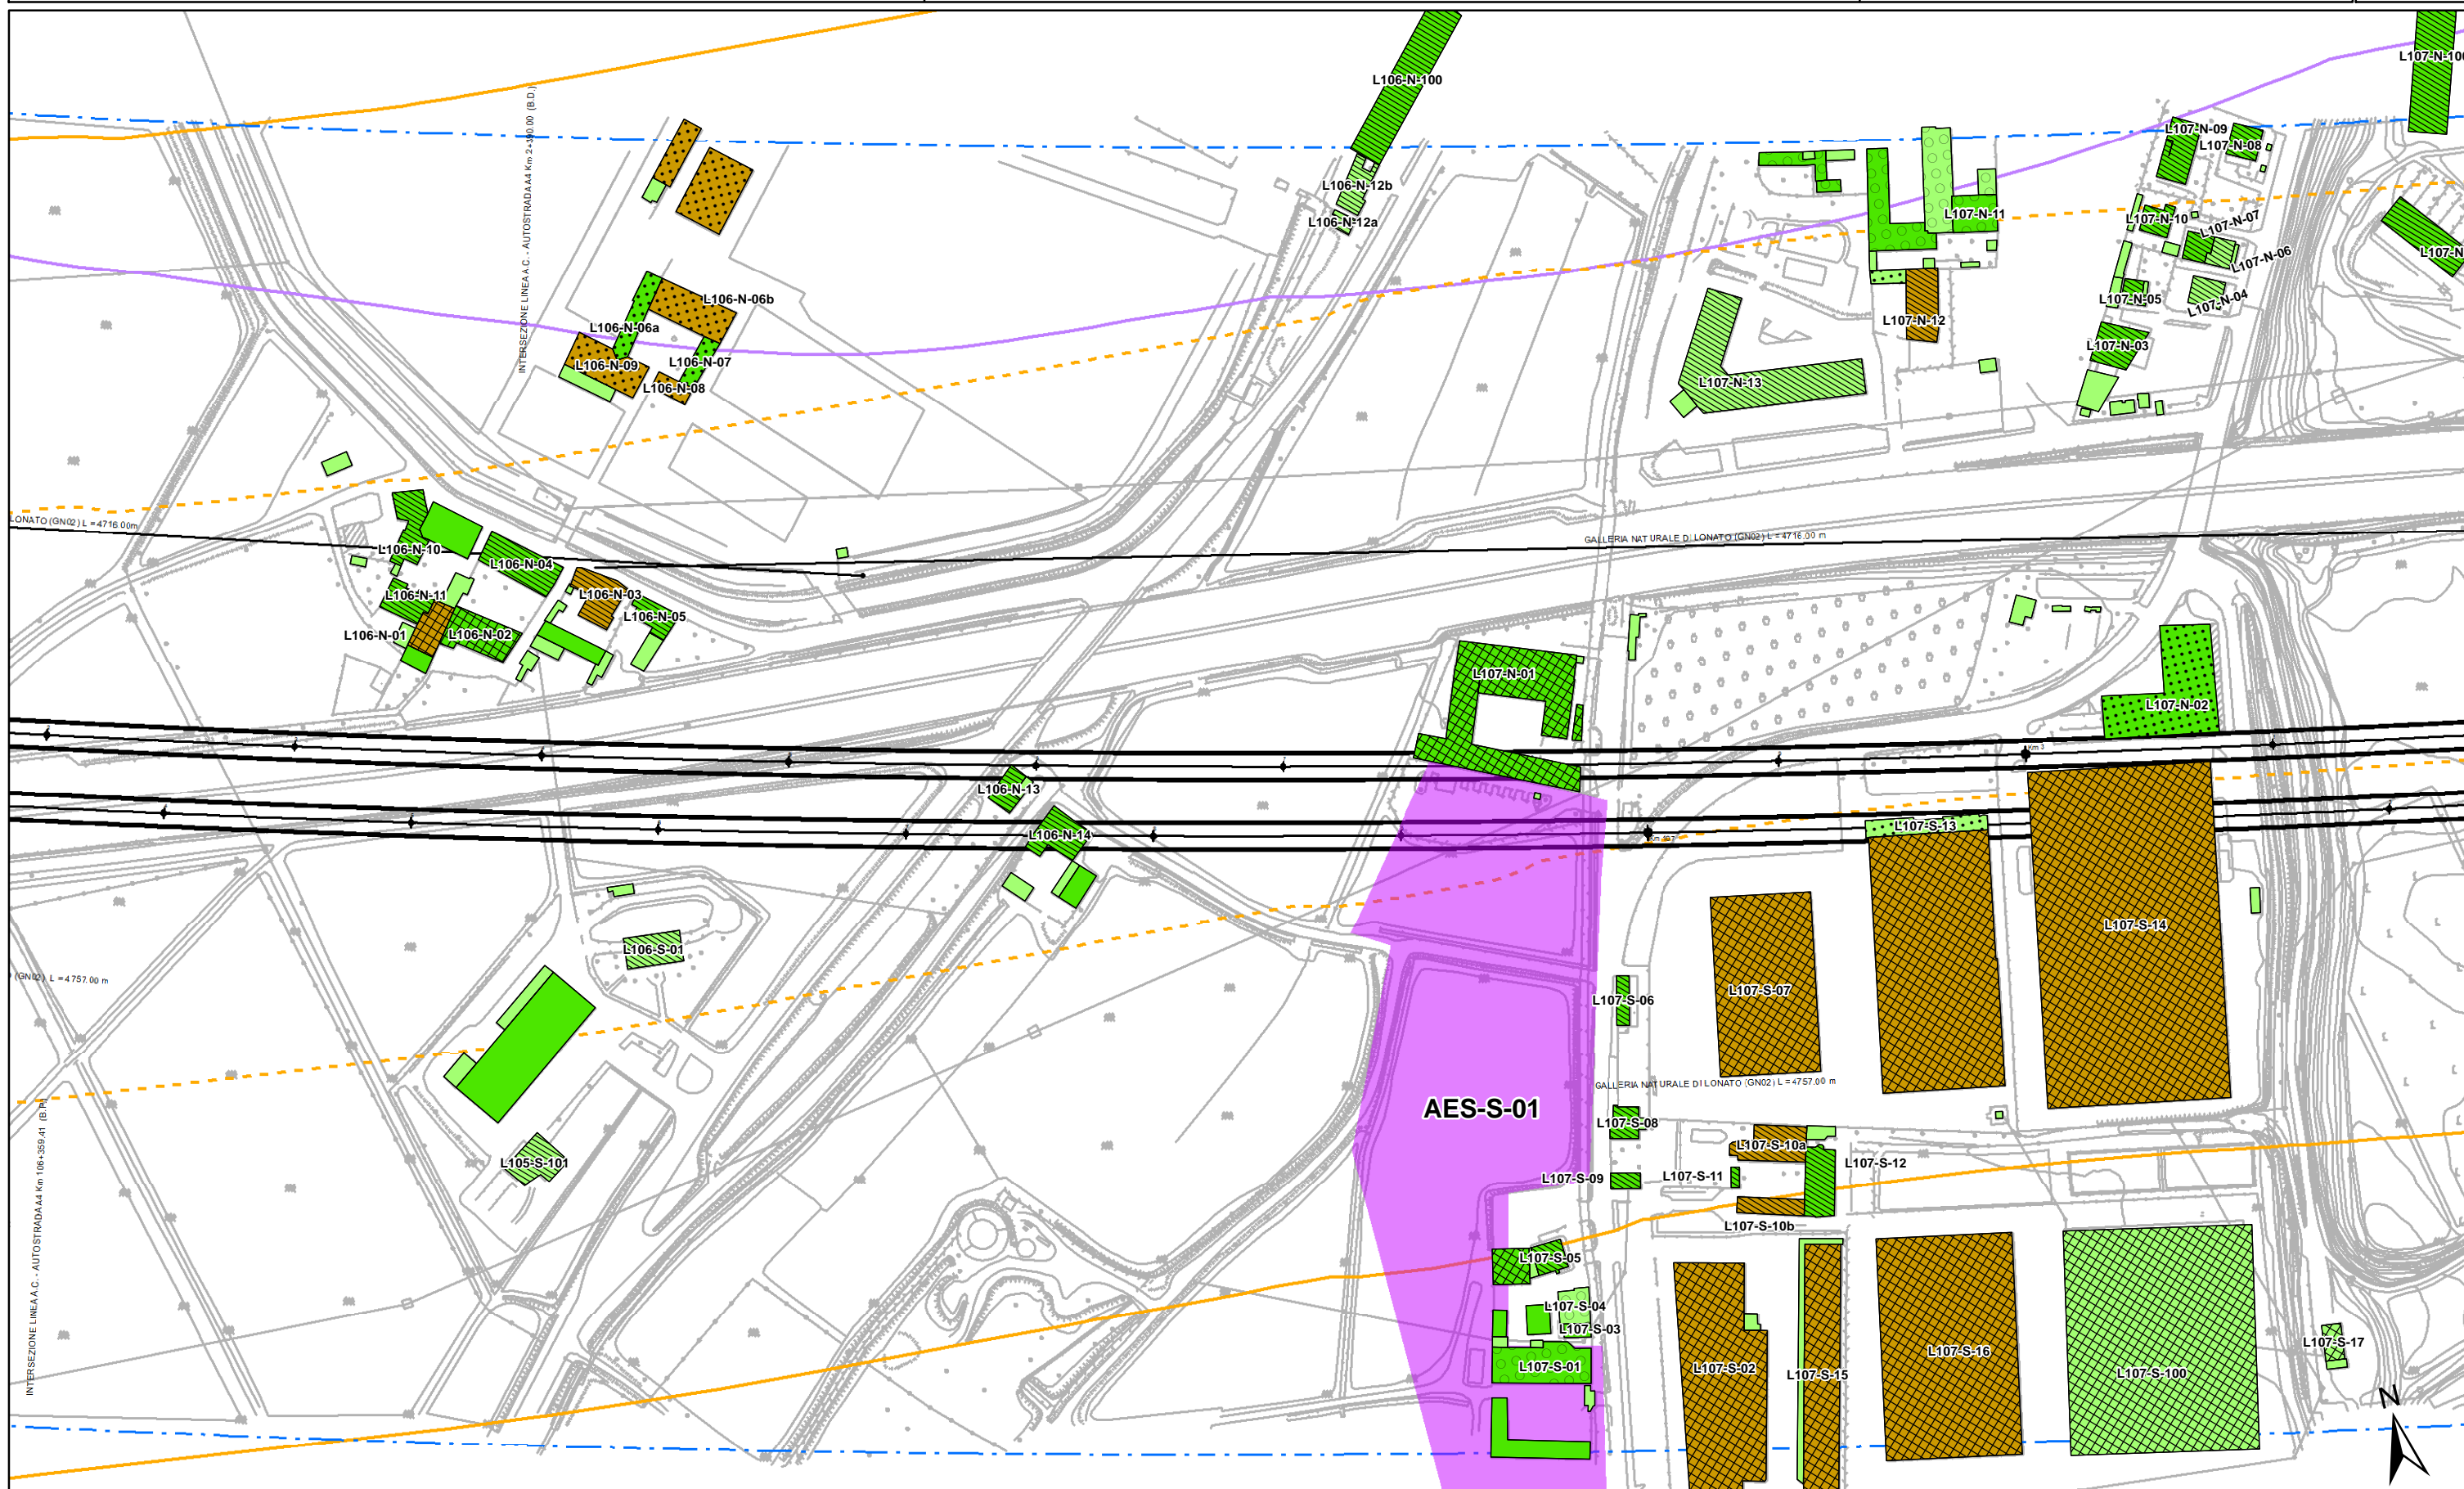 L106-N-100
L107-N-100
INTERSEZIONE LINEA A.C. - AUTOSTRADA A4 Km 2+390.00 (B.D.)
L107-N-09
L107-N-08
L106-N-12b
L106-N-12a
L107-N-11
L107-N-10
L107-N-07
L107-N-06
L107-N
L106-N-06b
L107-N-05
L107-N-04
L106-N-06a
L107-N-12
L106-N-09
L106-N-07
L107-N-03
L106-N-08
L107-N-13
LONATO (GN02) L = 4716.00m
GALLERIA NATURALE DI LONATO (GN02) L = 4716.00 m
L106-N-10
L106-N-04
L106-N-11
L106-N-03
L106-N-05
L106-N-01
L106-N-02
L107-N-01
L107-N-02
Km 3
L106-N-13
L106-N-14
L107-S-13
Km 107
L106-S-01
L107-S-14
(GN02) L = 4757.00 m
L107-S-07
L107-S-06
GALLERIA NATURALE DI LONATO (GN02) L = 4757.00 m
AES-S-01
INTERSEZIONE LINEA A.C. - AUTOSTRADA A4 Km 106+359.41 (B.P.)
L107-S-08
L107-S-10a
L105-S-101
L107-S-12
L107-S-09
L107-S-11
L107-S-10b
L107-S-05
L107-S-04
L107-S-03
L107-S-01
L107-S-02
L107-S-15
L107-S-16
L107-S-100
L107-S-17
N